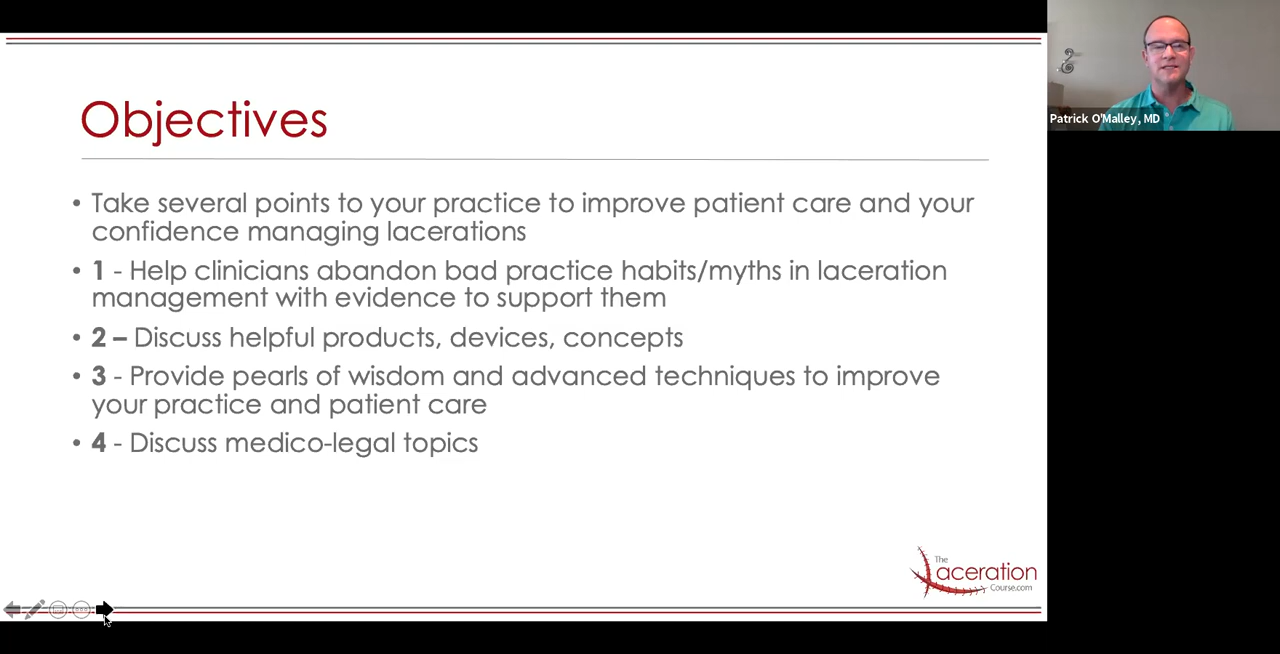 Objectives
• Take several points to your practice to improve patient care and your
confidence managing lacerations
• 1 - Help clinicians abandon bad practice habits/myths in laceration
management with evidence to support them
• 2 – Discuss helpful products, devices, concepts
• 3 - Provide pearls of wisdom and advanced techniques to improve
your practice and patient care
• 4 - Discuss medico-legal topics
The
Laceration
Course.com
Patrick O'Malley, MD